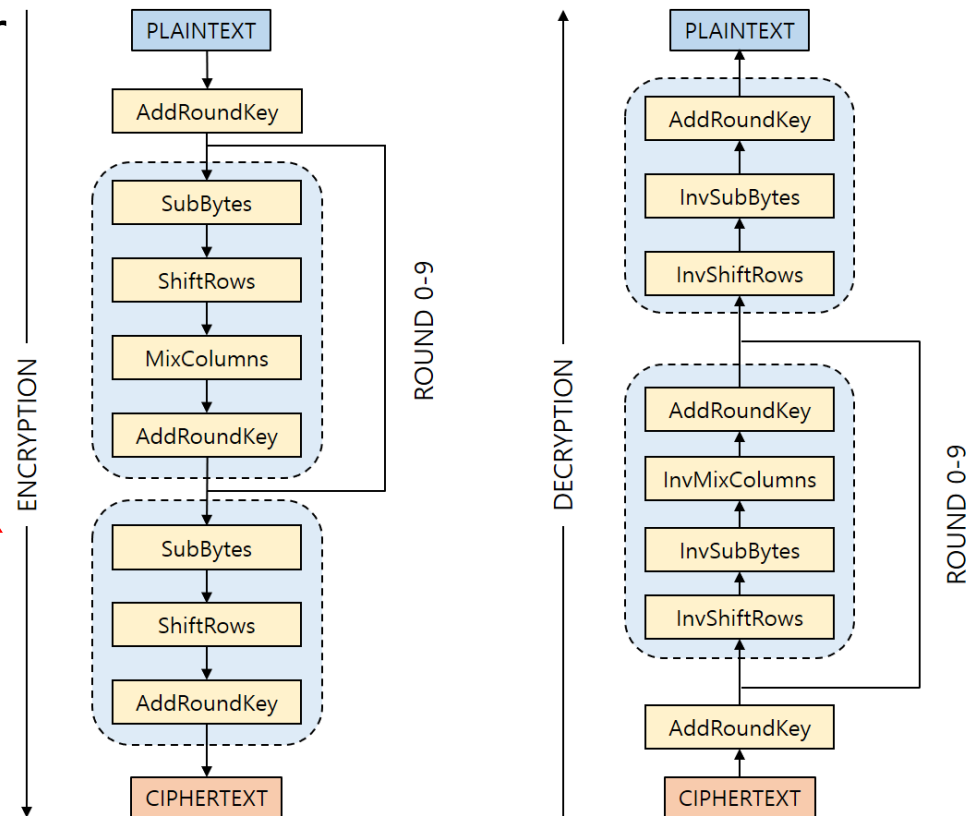 r
PLAINTEXT
AddRoundKey
SubBytes
ShiftRows
MixColumns
AddRoundKey
SubBytes
ShiftRows
AddRoundKey
CIPHERTEXT
ENCRYPTION
ROUND 0-9
PLAINTEXT
AddRoundKey
InvSubBytes
InvShiftRows
AddRoundKey
InvMixColumns
InvSubBytes
InvShiftRows
AddRoundKey
CIPHERTEXT
DECRYPTION
ROUND 0-9